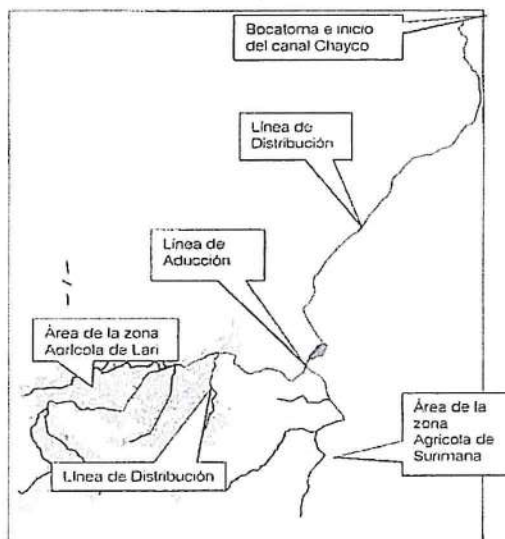 Bocatoma e inicio
del canal Chayco
Línea de
Distribución
Línea de
Aducción
Área de la zona
Agrícola de Lari
Área de la
zona
Agrícola de
Surimana
Línea de Distribución